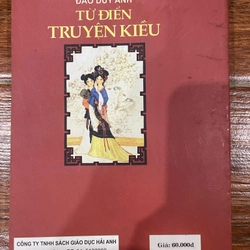 ĐÀO DUY ANH
TỪ ĐIỂN
TRUYỆN KIỀU
CÔNG TY TNHH SÁCH GIÁO DỤC HẢI ANH
Giá: 60.000đ